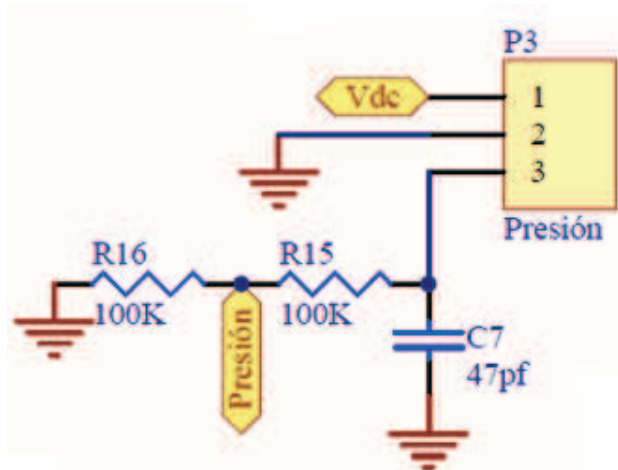 P3
Vdc
1
2
3
Presión
R16
R15
100K
100K
Presión
C7
47pf